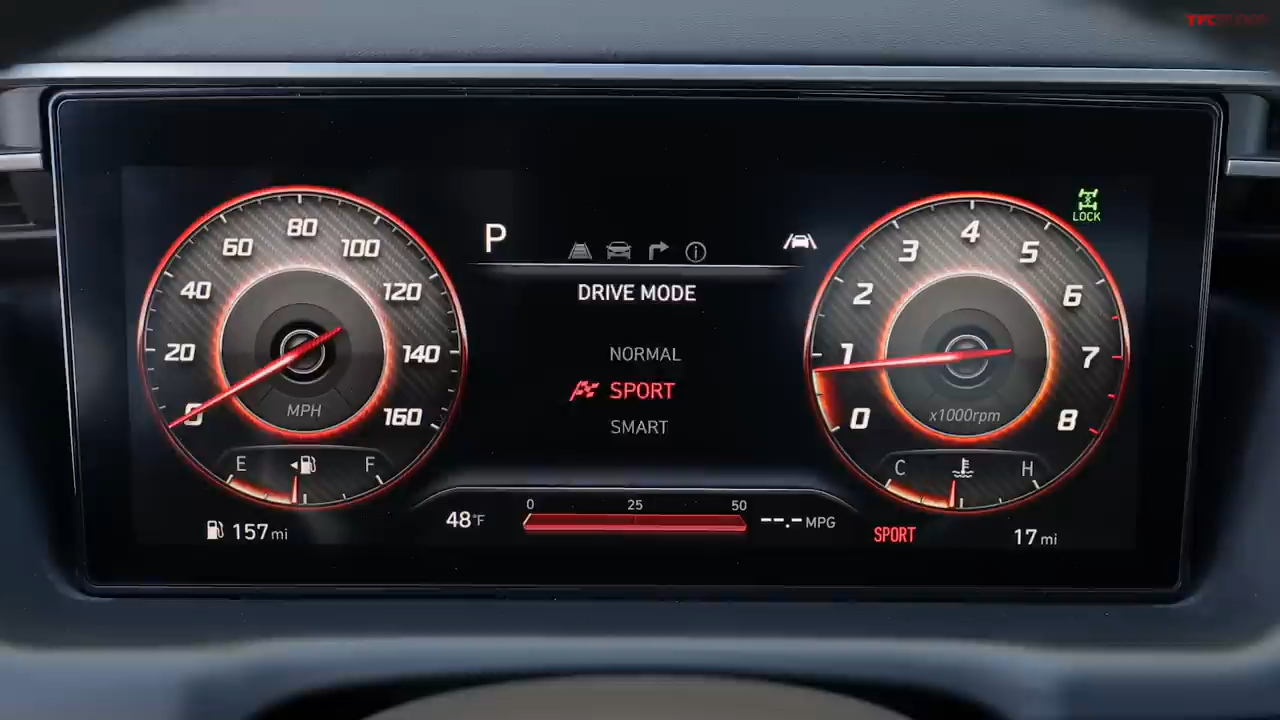 P
DRIVE MODE
NORMAL
SPORT
SMART
0 20 40 60 80 100 120 140 160
MPH
E F
157 mi
48°F
0 25 50
--.- MPG
LOCK
0 1 2 3 4 5 6 7 8
x1000rpm
C H
SPORT
17 mi